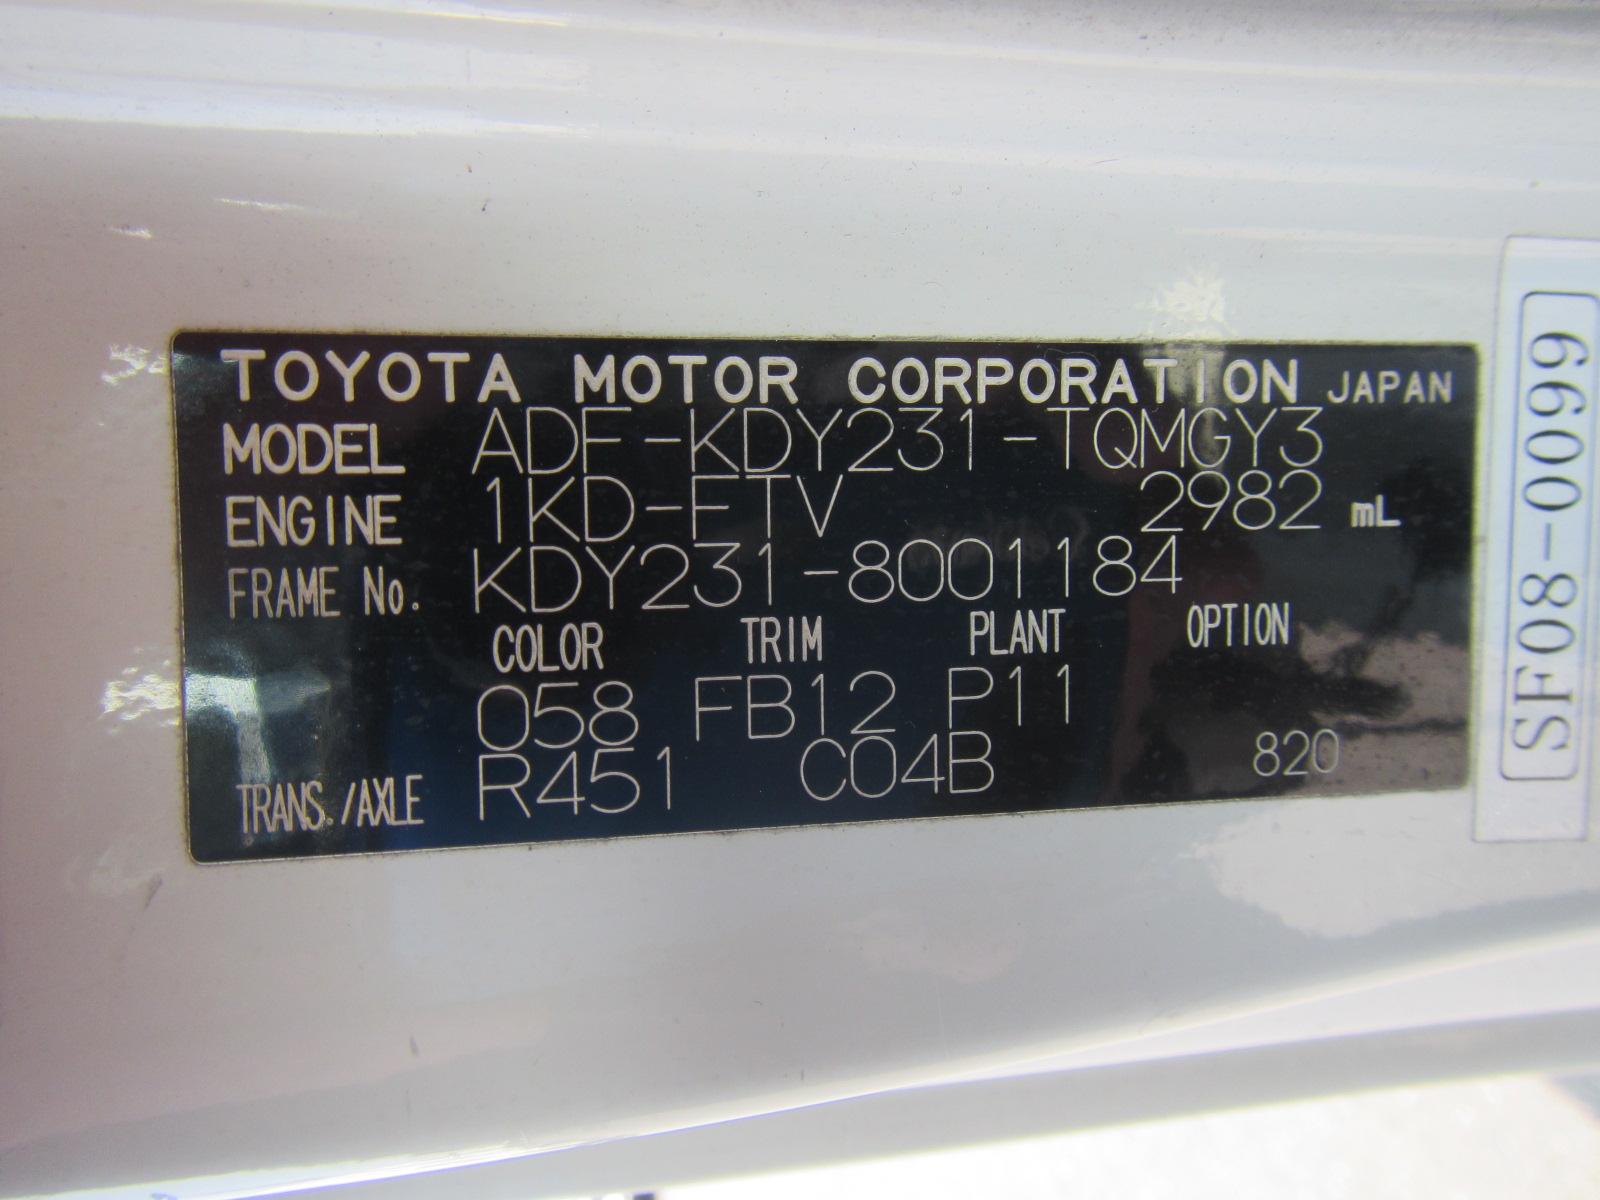 TOYOTA MOTOR CORPORATION JAPAN
MODEL ADF-KDY231-TQMGY3
ENGINE 1KD-FTV 2982 mL
FRAME No. KDY231-8001184
COLOR TRIM PLANT OPTION
058 FB12 P11
TRANS./AXLE R451 C04B 820
SF08-0099